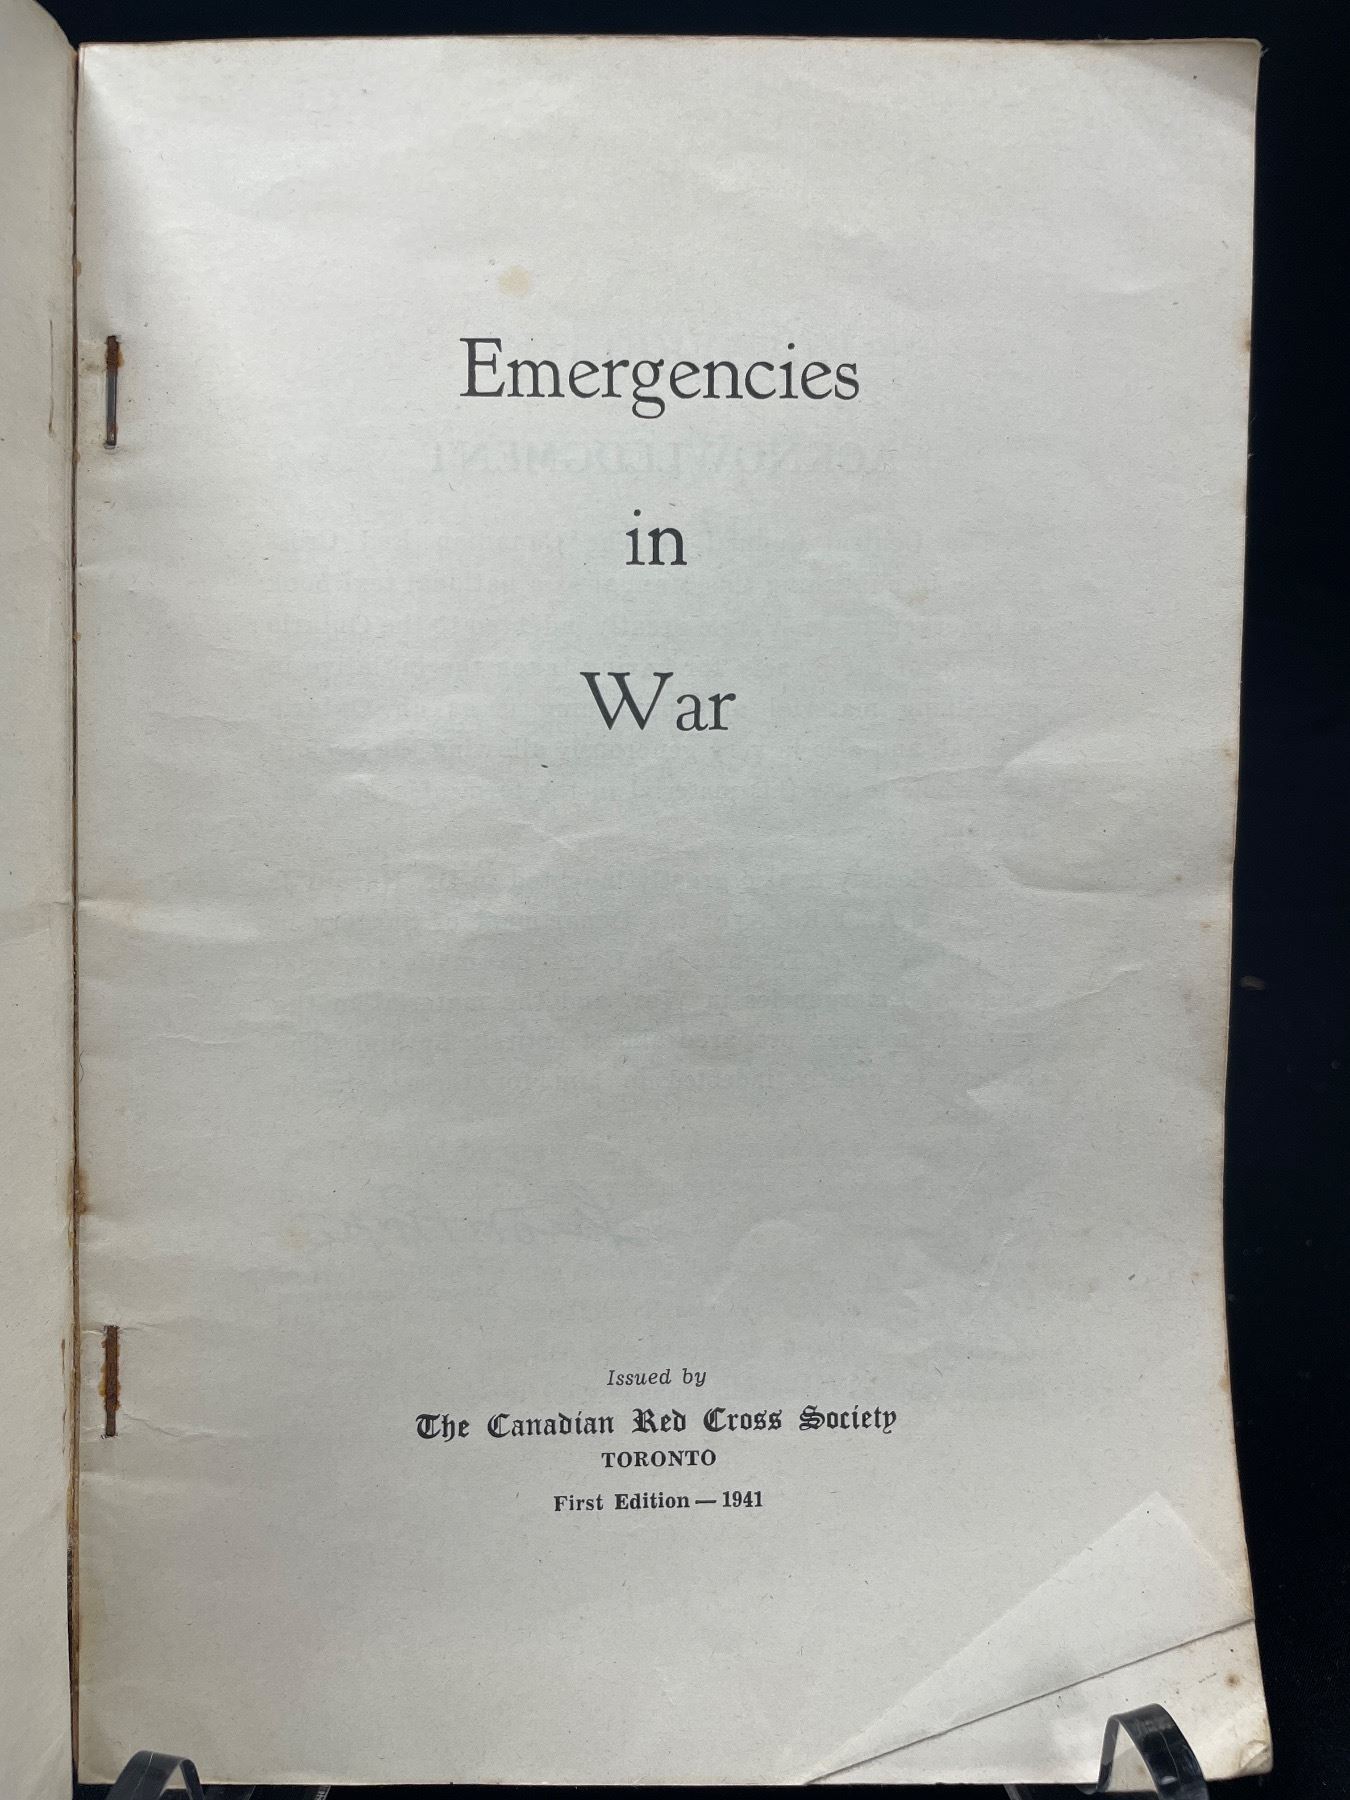 Emergencies
in
War
Issued by
The Canadian Red Cross Society
TORONTO
First Edition — 1941